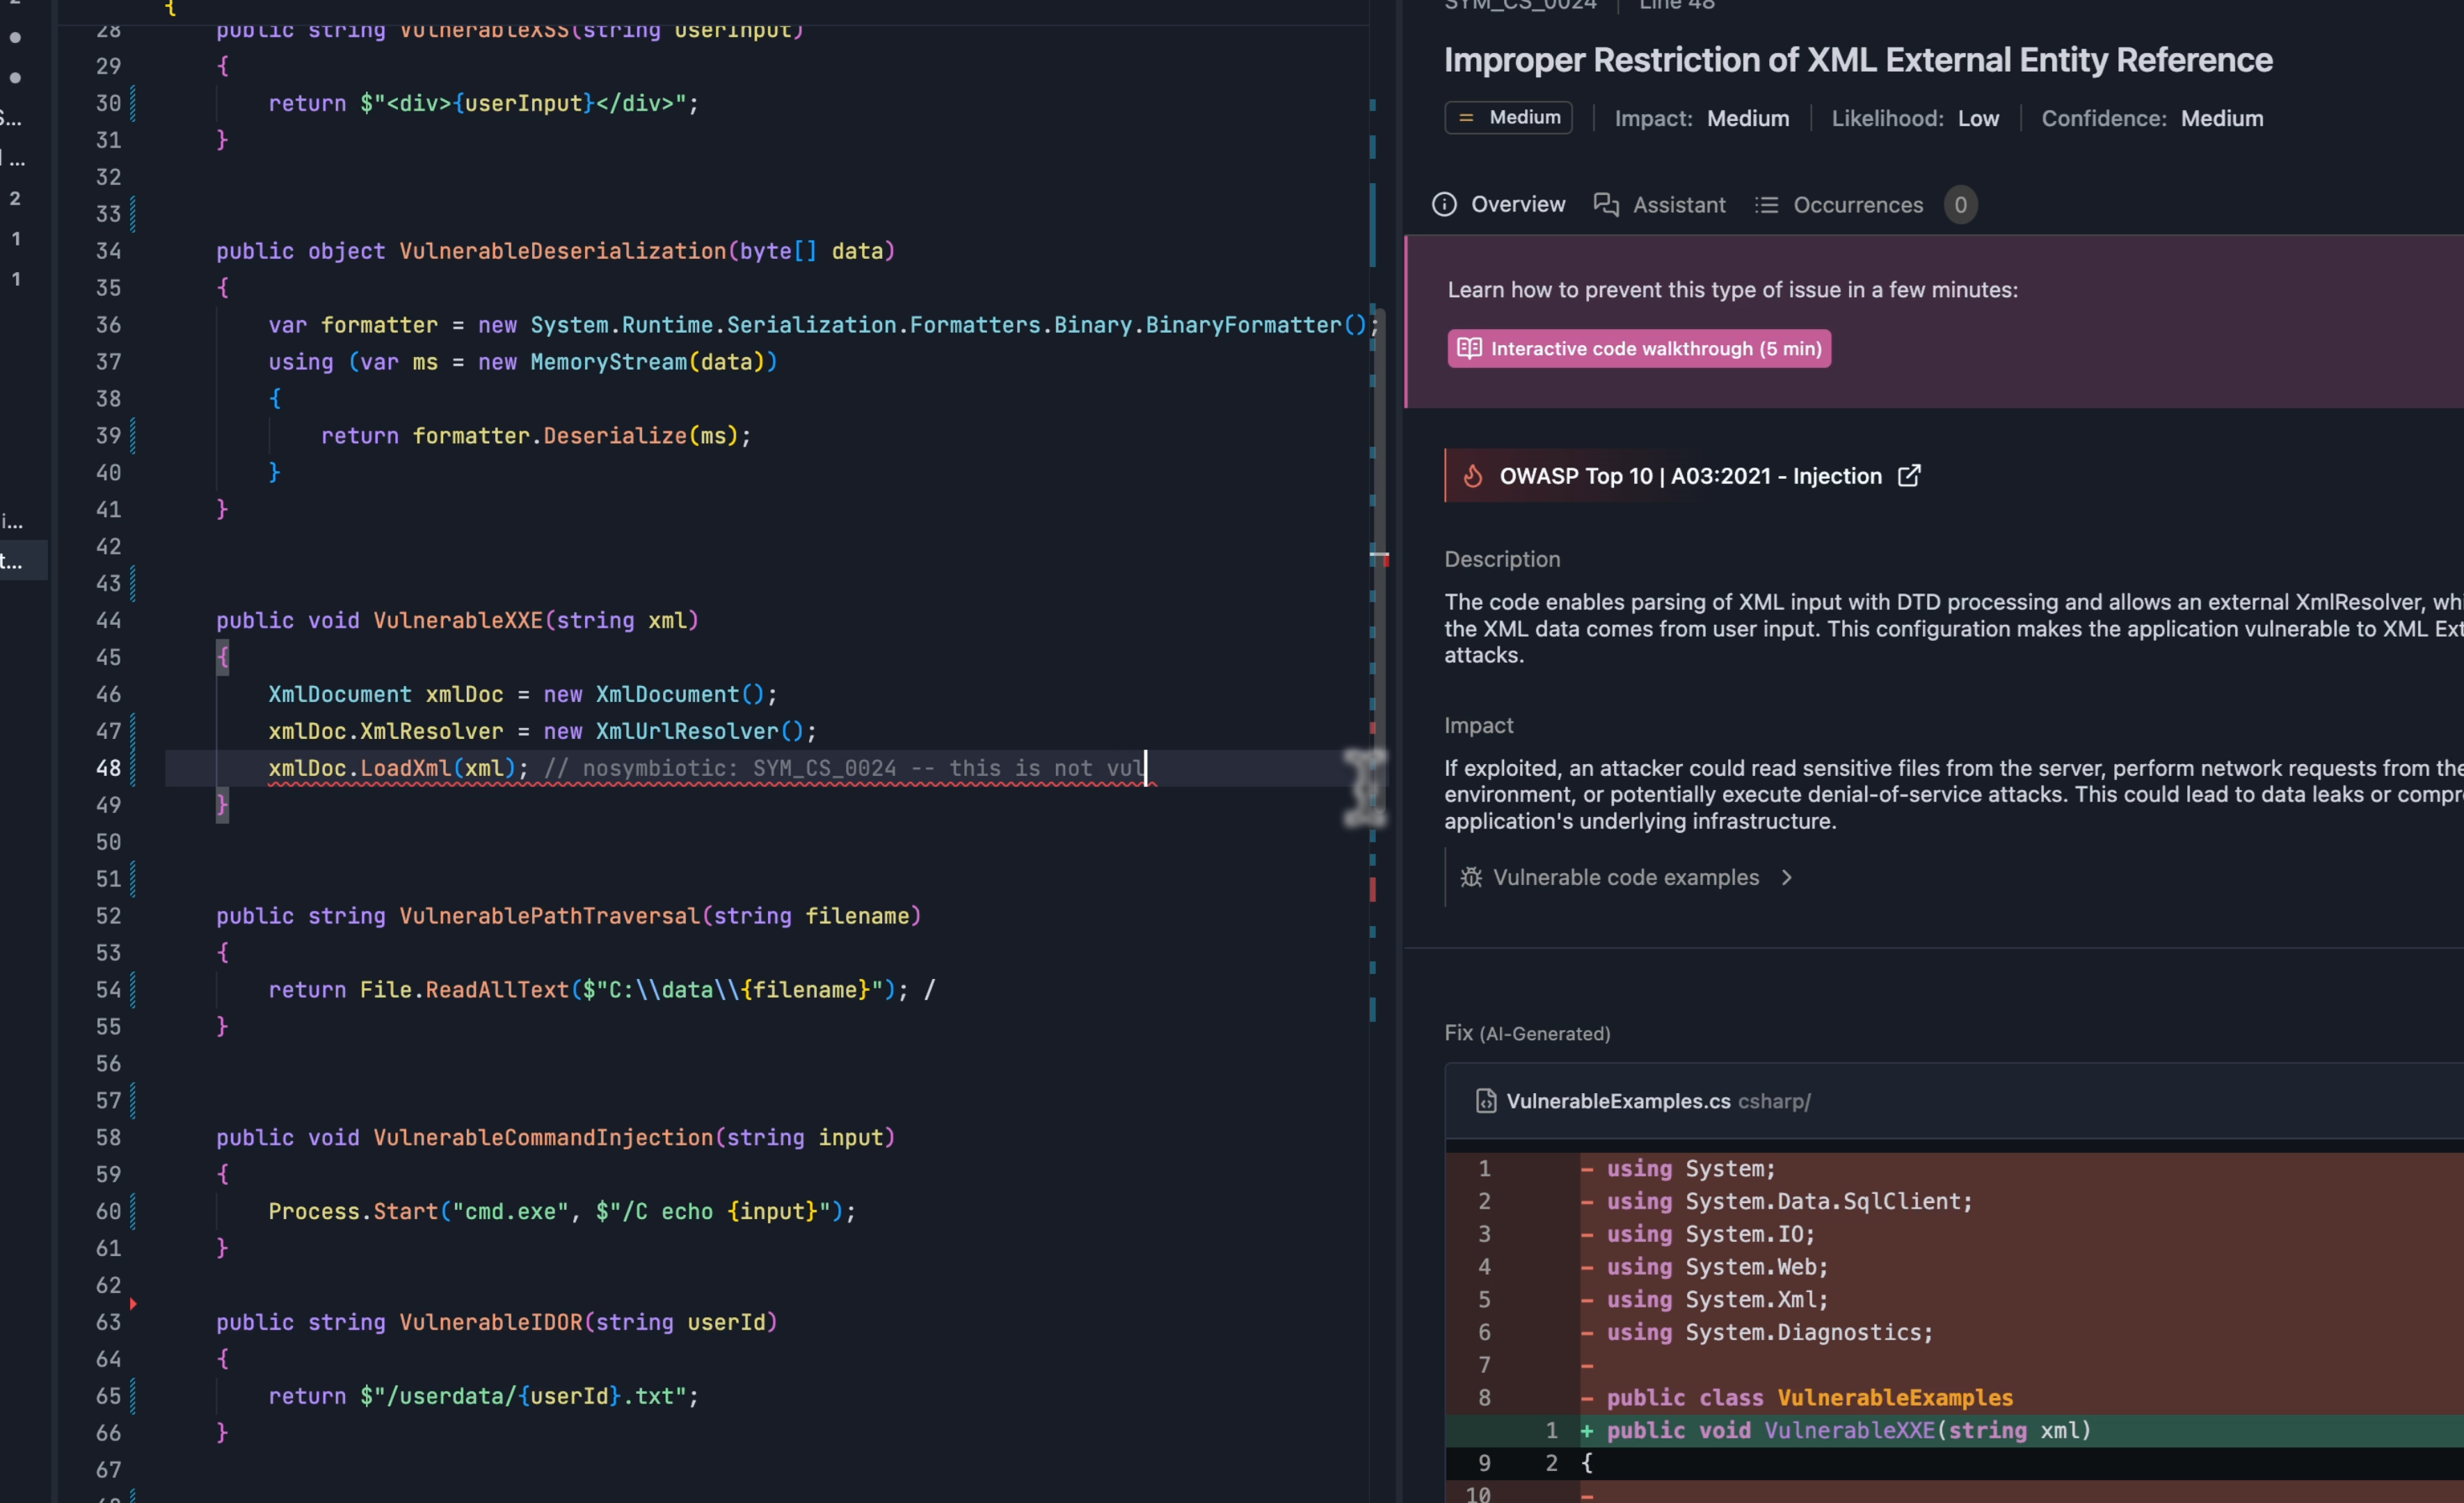 2
S...
l ...
2
1
1
i...
t...
{
28 public string VulnerableXSS(string userInput)
29 {
30 return $"<div>{userInput}</div>";
31 }
32
33
34 public object VulnerableDeserialization(byte[] data)
35 {
36 var formatter = new System.Runtime.Serialization.Formatters.Binary.BinaryFormatter();
37 using (var ms = new MemoryStream(data))
38 {
39 return formatter.Deserialize(ms);
40 }
41 }
42
43
44 public void VulnerableXXE(string xml)
45 {
46 XmlDocument xmlDoc = new XmlDocument();
47 xmlDoc.XmlResolver = new XmlUrlResolver();
48 xmlDoc.LoadXml(xml); // nosymbiotic: SYM_CS_0024 -- this is not vul
49 }
50
51
52 public string VulnerablePathTraversal(string filename)
53 {
54 return File.ReadAllText($"C:\\data\\{filename}"); /
55 }
56
57
58 public void VulnerableCommandInjection(string input)
59 {
60 Process.Start("cmd.exe", $"/C echo {input}");
61 }
62
63 public string VulnerableIDOR(string userId)
64 {
65 return $"/userdata/{userId}.txt";
66 }
67
68
SYM_CS_0024 | Line 48
Improper Restriction of XML External Entity Reference
= Medium | Impact: Medium | Likelihood: Low | Confidence: Medium
Overview Assistant Occurrences 0
Learn how to prevent this type of issue in a few minutes:
Interactive code walkthrough (5 min)
OWASP Top 10 | A03:2021 - Injection
Description
The code enables parsing of XML input with DTD processing and allows an external XmlResolver, whi
the XML data comes from user input. This configuration makes the application vulnerable to XML Ext
attacks.
Impact
If exploited, an attacker could read sensitive files from the server, perform network requests from the
environment, or potentially execute denial-of-service attacks. This could lead to data leaks or compr
application's underlying infrastructure.
Vulnerable code examples >
Fix (AI-Generated)
VulnerableExamples.cs csharp/
1 - using System;
2 - using System.Data.SqlClient;
3 - using System.IO;
4 - using System.Web;
5 - using System.Xml;
6 - using System.Diagnostics;
7 -
8 - public class VulnerableExamples
1 + public void VulnerableXXE(string xml)
9 2 {
10 -